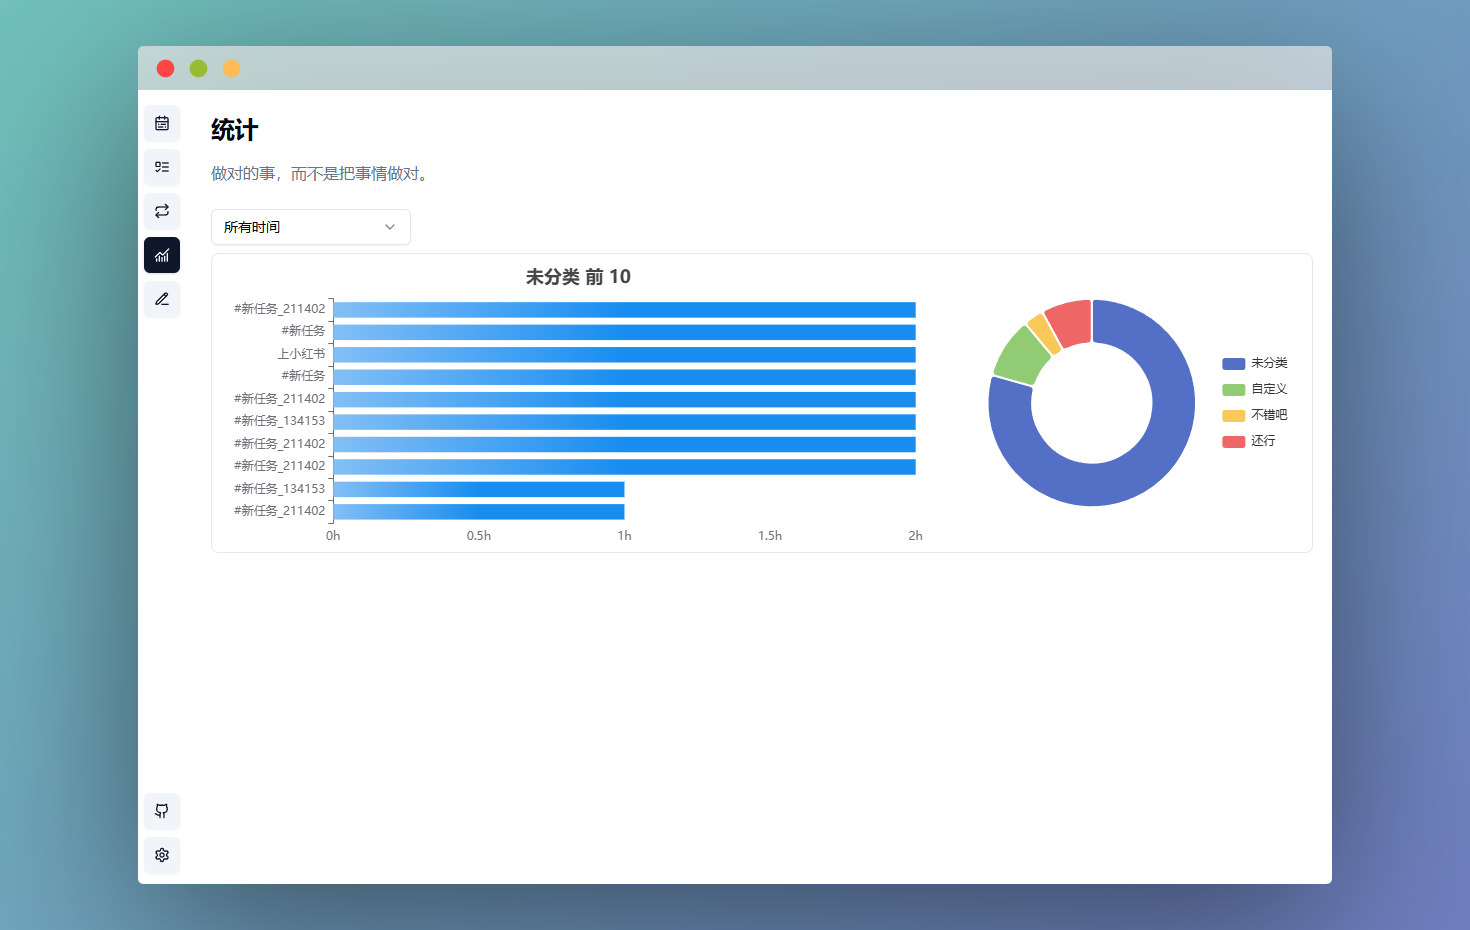 统计
做对的事，而不是把事情做对。
所有时间
未分类 前 10
#新任务_211402
#新任务
上小红书
#新任务
#新任务_211402
#新任务_134153
#新任务_211402
#新任务_211402
#新任务_134153
#新任务_211402
0h 0.5h 1h 1.5h 2h
未分类
自定义
不错吧
还行